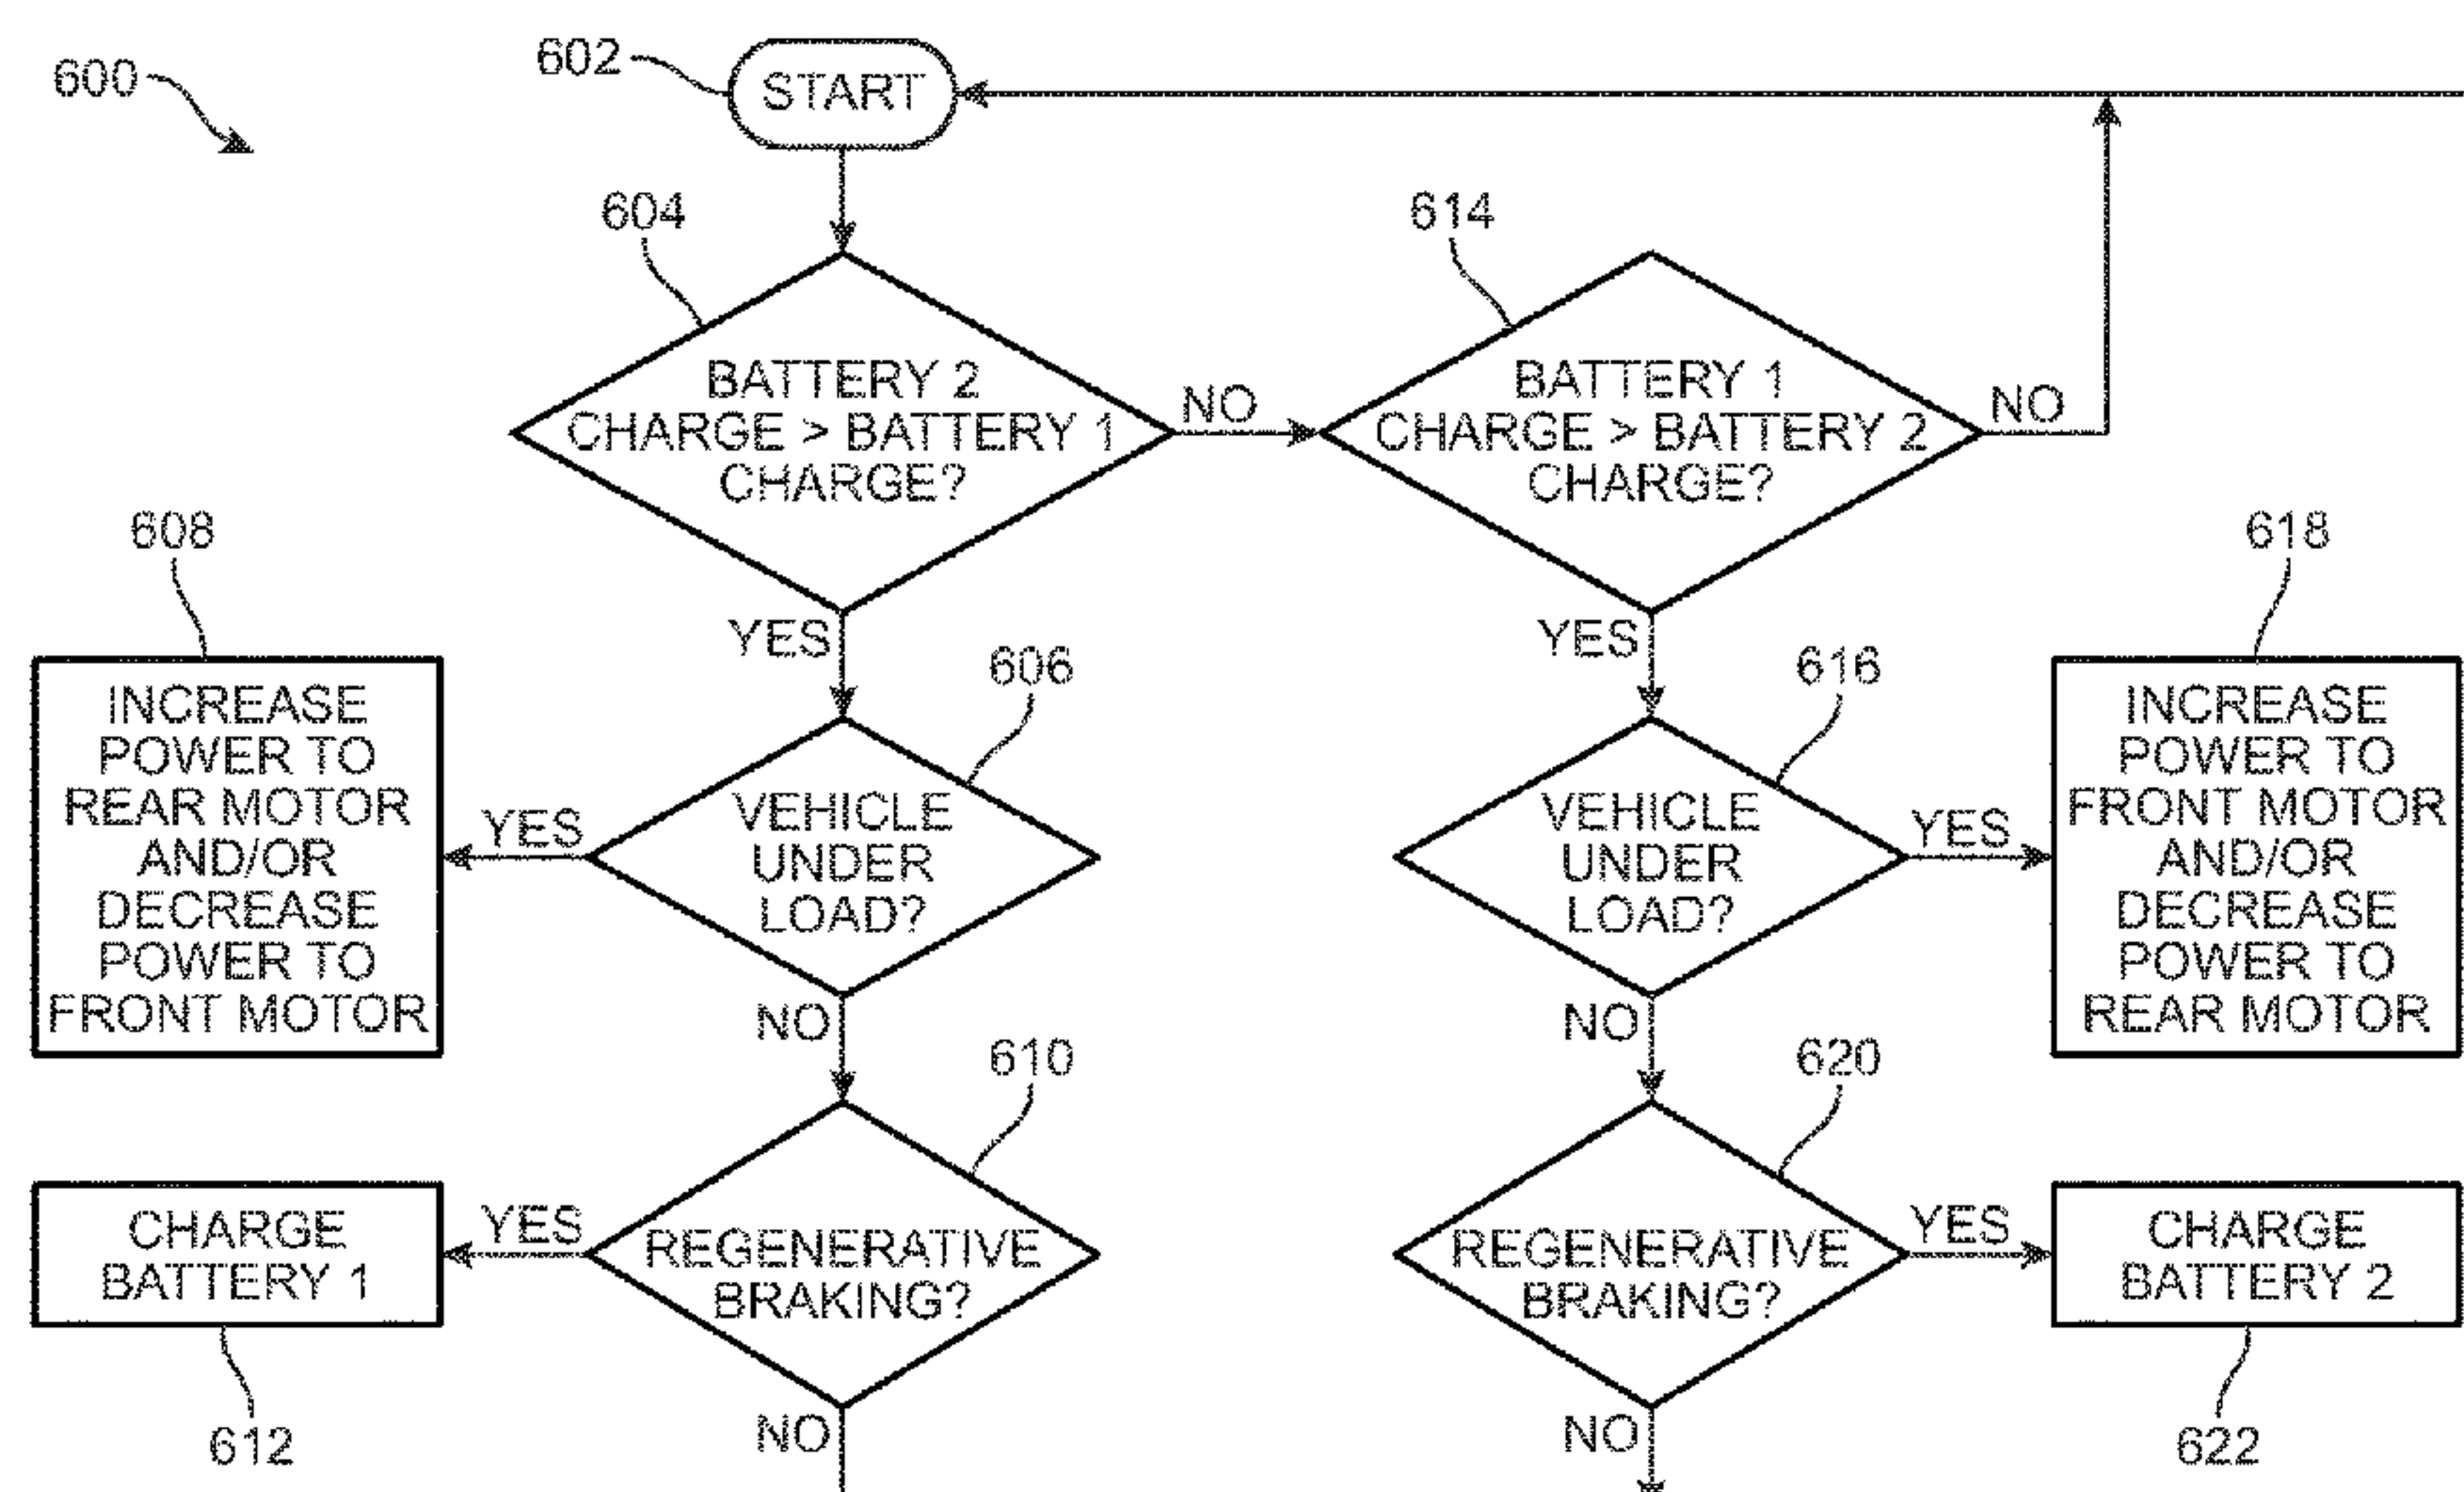 600
602
START
604
614
BATTERY 2
CHARGE > BATTERY 1
CHARGE?
NO
BATTERY 1
CHARGE > BATTERY 2
CHARGE?
NO
608
618
YES
YES
606
616
INCREASE
POWER TO
REAR MOTOR
AND/OR
DECREASE
POWER TO
FRONT MOTOR
YES
VEHICLE
UNDER
LOAD?
VEHICLE
UNDER
LOAD?
YES
INCREASE
POWER TO
FRONT MOTOR
AND/OR
DECREASE
POWER TO
REAR MOTOR
NO
NO
610
620
CHARGE
BATTERY 1
YES
REGENERATIVE
BRAKING?
REGENERATIVE
BRAKING?
YES
CHARGE
BATTERY 2
612
NO
NO
622